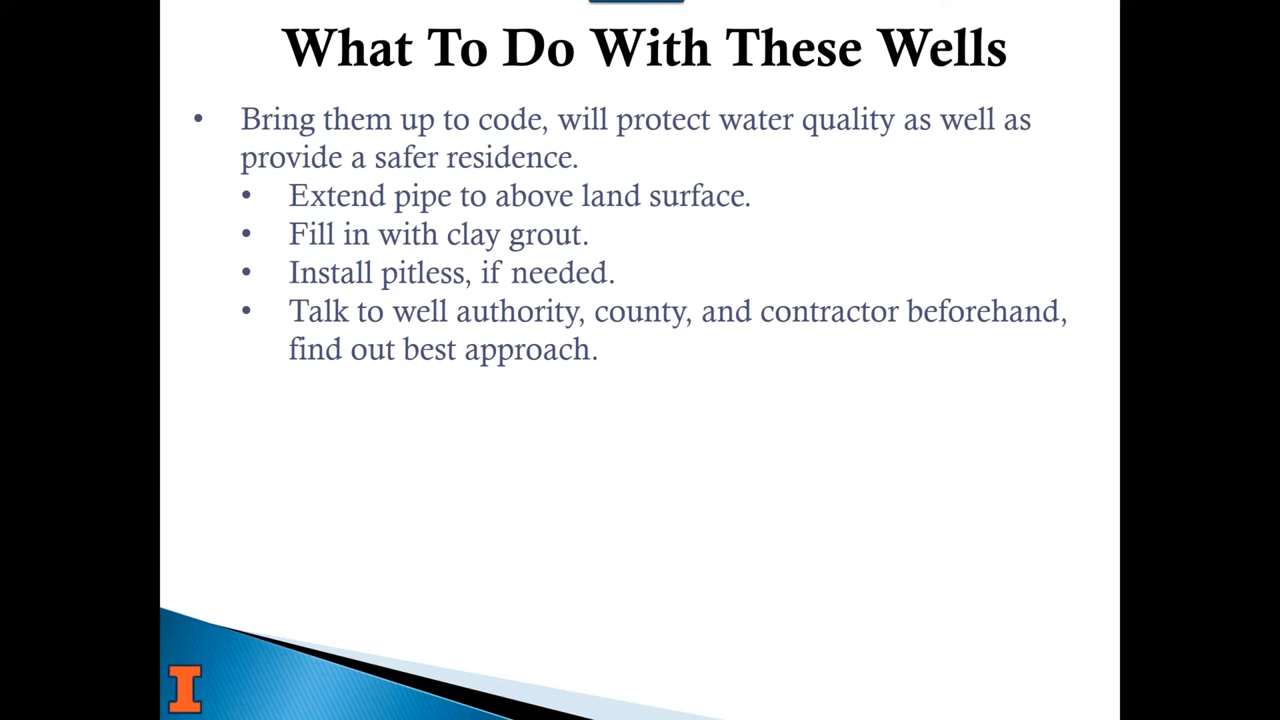 What To Do With These Wells
• Bring them up to code, will protect water quality as well as
provide a safer residence.
• Extend pipe to above land surface.
• Fill in with clay grout.
• Install pitless, if needed.
• Talk to well authority, county, and contractor beforehand,
find out best approach.
I